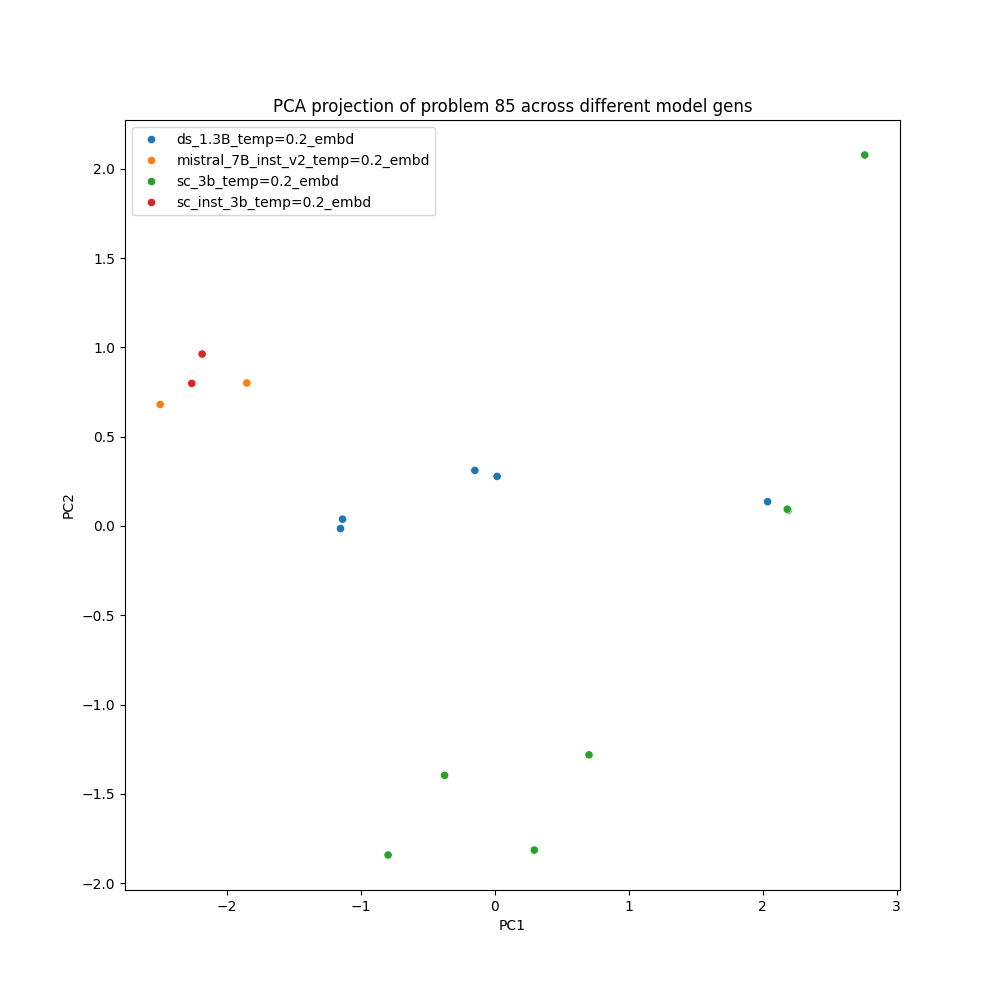 PCA projection of problem 85 across different model gens
ds_1.3B_temp=0.2_embd
mistral_7B_inst_v2_temp=0.2_embd
sc_3b_temp=0.2_embd
sc_inst_3b_temp=0.2_embd
2.0
1.5
1.0
0.5
0.0
−0.5
−1.0
−1.5
−2.0
PC2
−2 −1 0 1 2 3
PC1